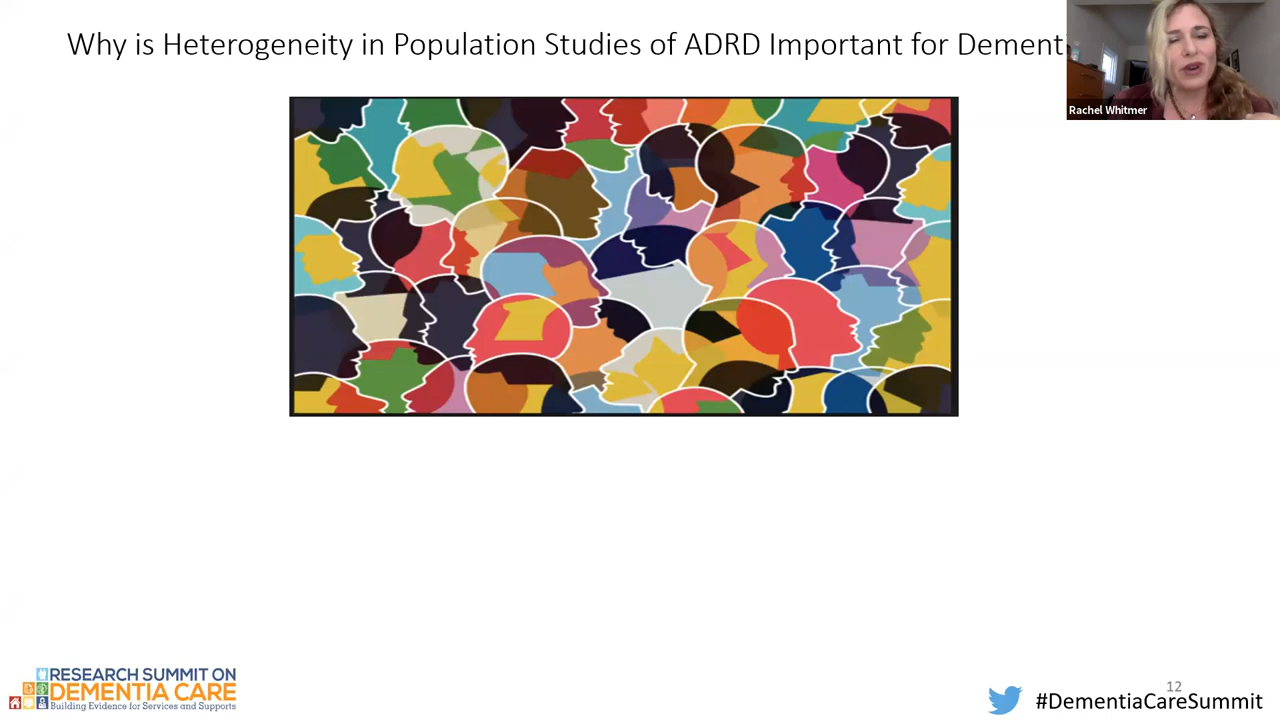 Why is Heterogeneity in Population Studies of ADRD Important for Dementi
Rachel Whitmer
RESEARCH SUMMIT ON
DEMENTIA CARE
Building Evidence for Services and Supports
12
#DementiaCareSummit